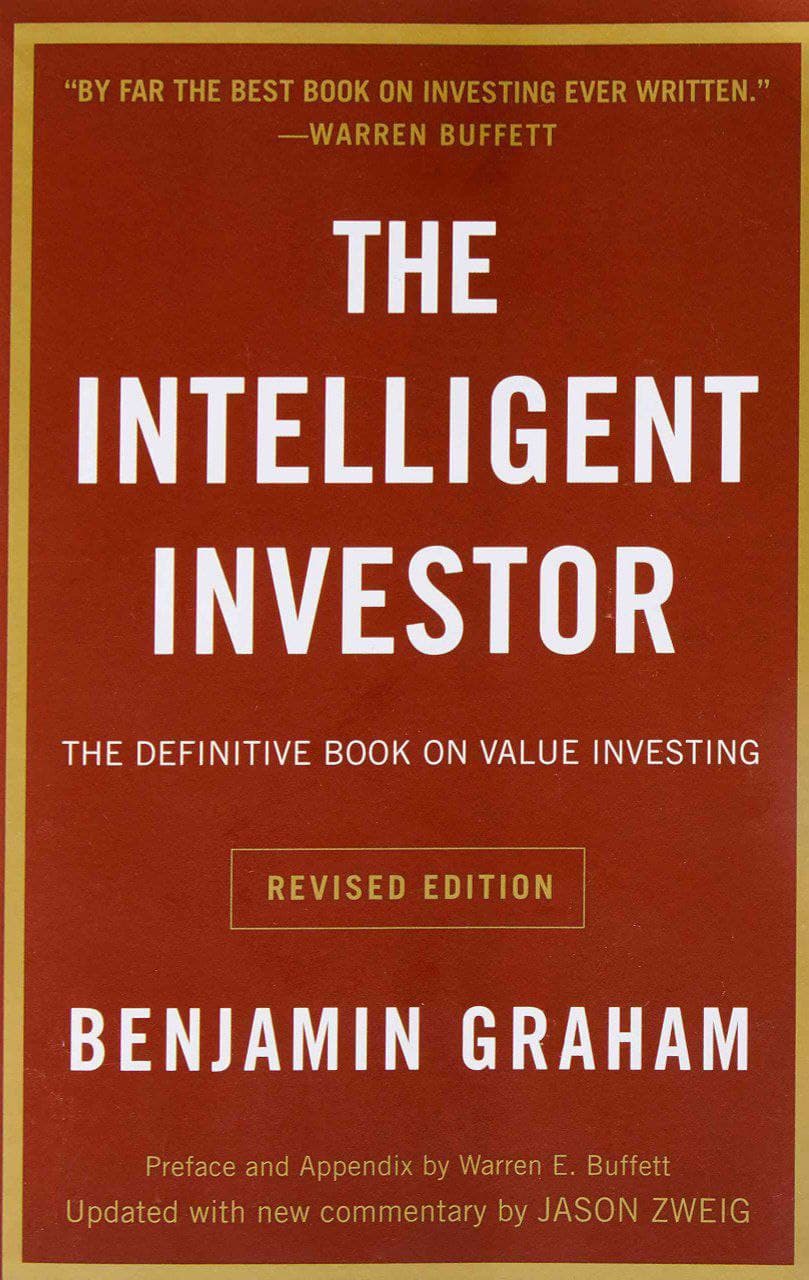 “BY FAR THE BEST BOOK ON INVESTING EVER WRITTEN.”
—WARREN BUFFETT
THE
INTELLIGENT
INVESTOR
THE DEFINITIVE BOOK ON VALUE INVESTING
REVISED EDITION
BENJAMIN GRAHAM
Preface and Appendix by Warren E. Buffett
Updated with new commentary by JASON ZWEIG